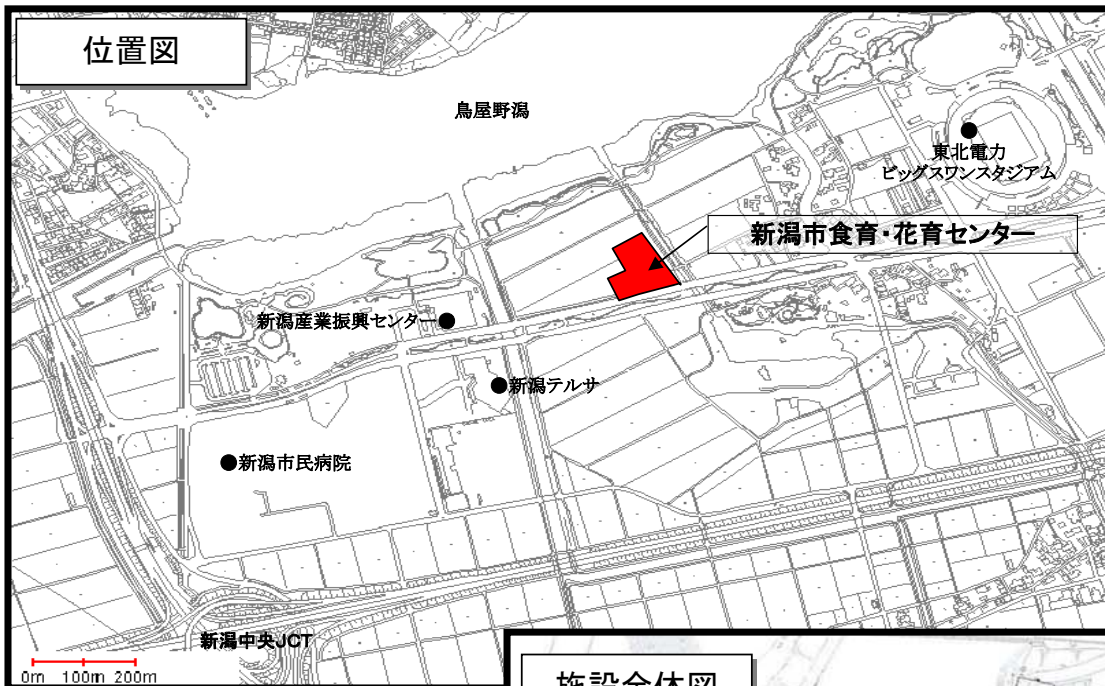 位置図
鳥屋野潟
東北電力
ビッグスワンスタジアム
新潟市食育・花育センター
新潟産業振興センター
新潟テルサ
新潟市民病院
新潟中央JCT
0m 100m 200m
施設全体図